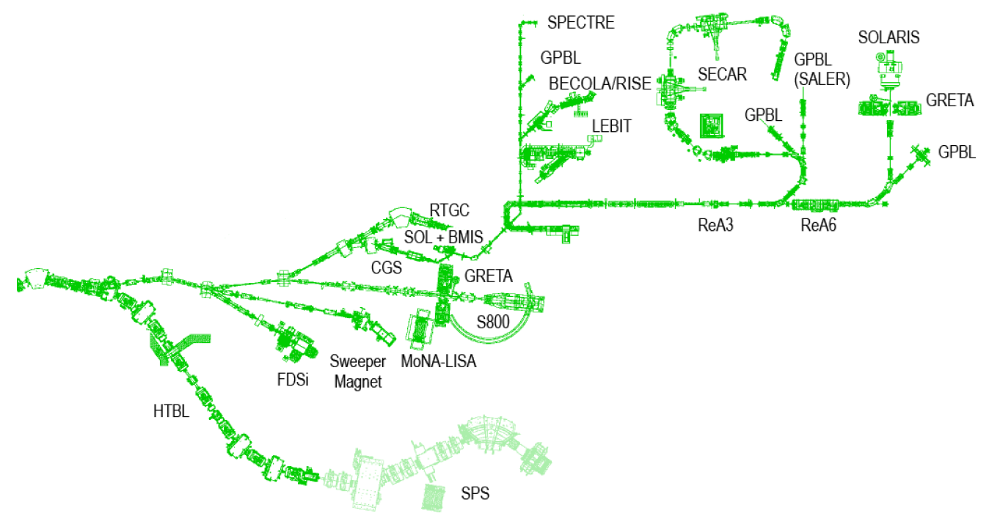 SPECTRE
GPBL
BECOLA/RISE
LEBIT
SECAR
GPBL
(SALER)
GPBL
SOLARIS
GRETA
GPBL
ReA3
ReA6
RTGC
SOL + BMIS
CGS
GRETA
S800
MoNA-LISA
Sweeper
Magnet
FDSi
HTBL
SPS